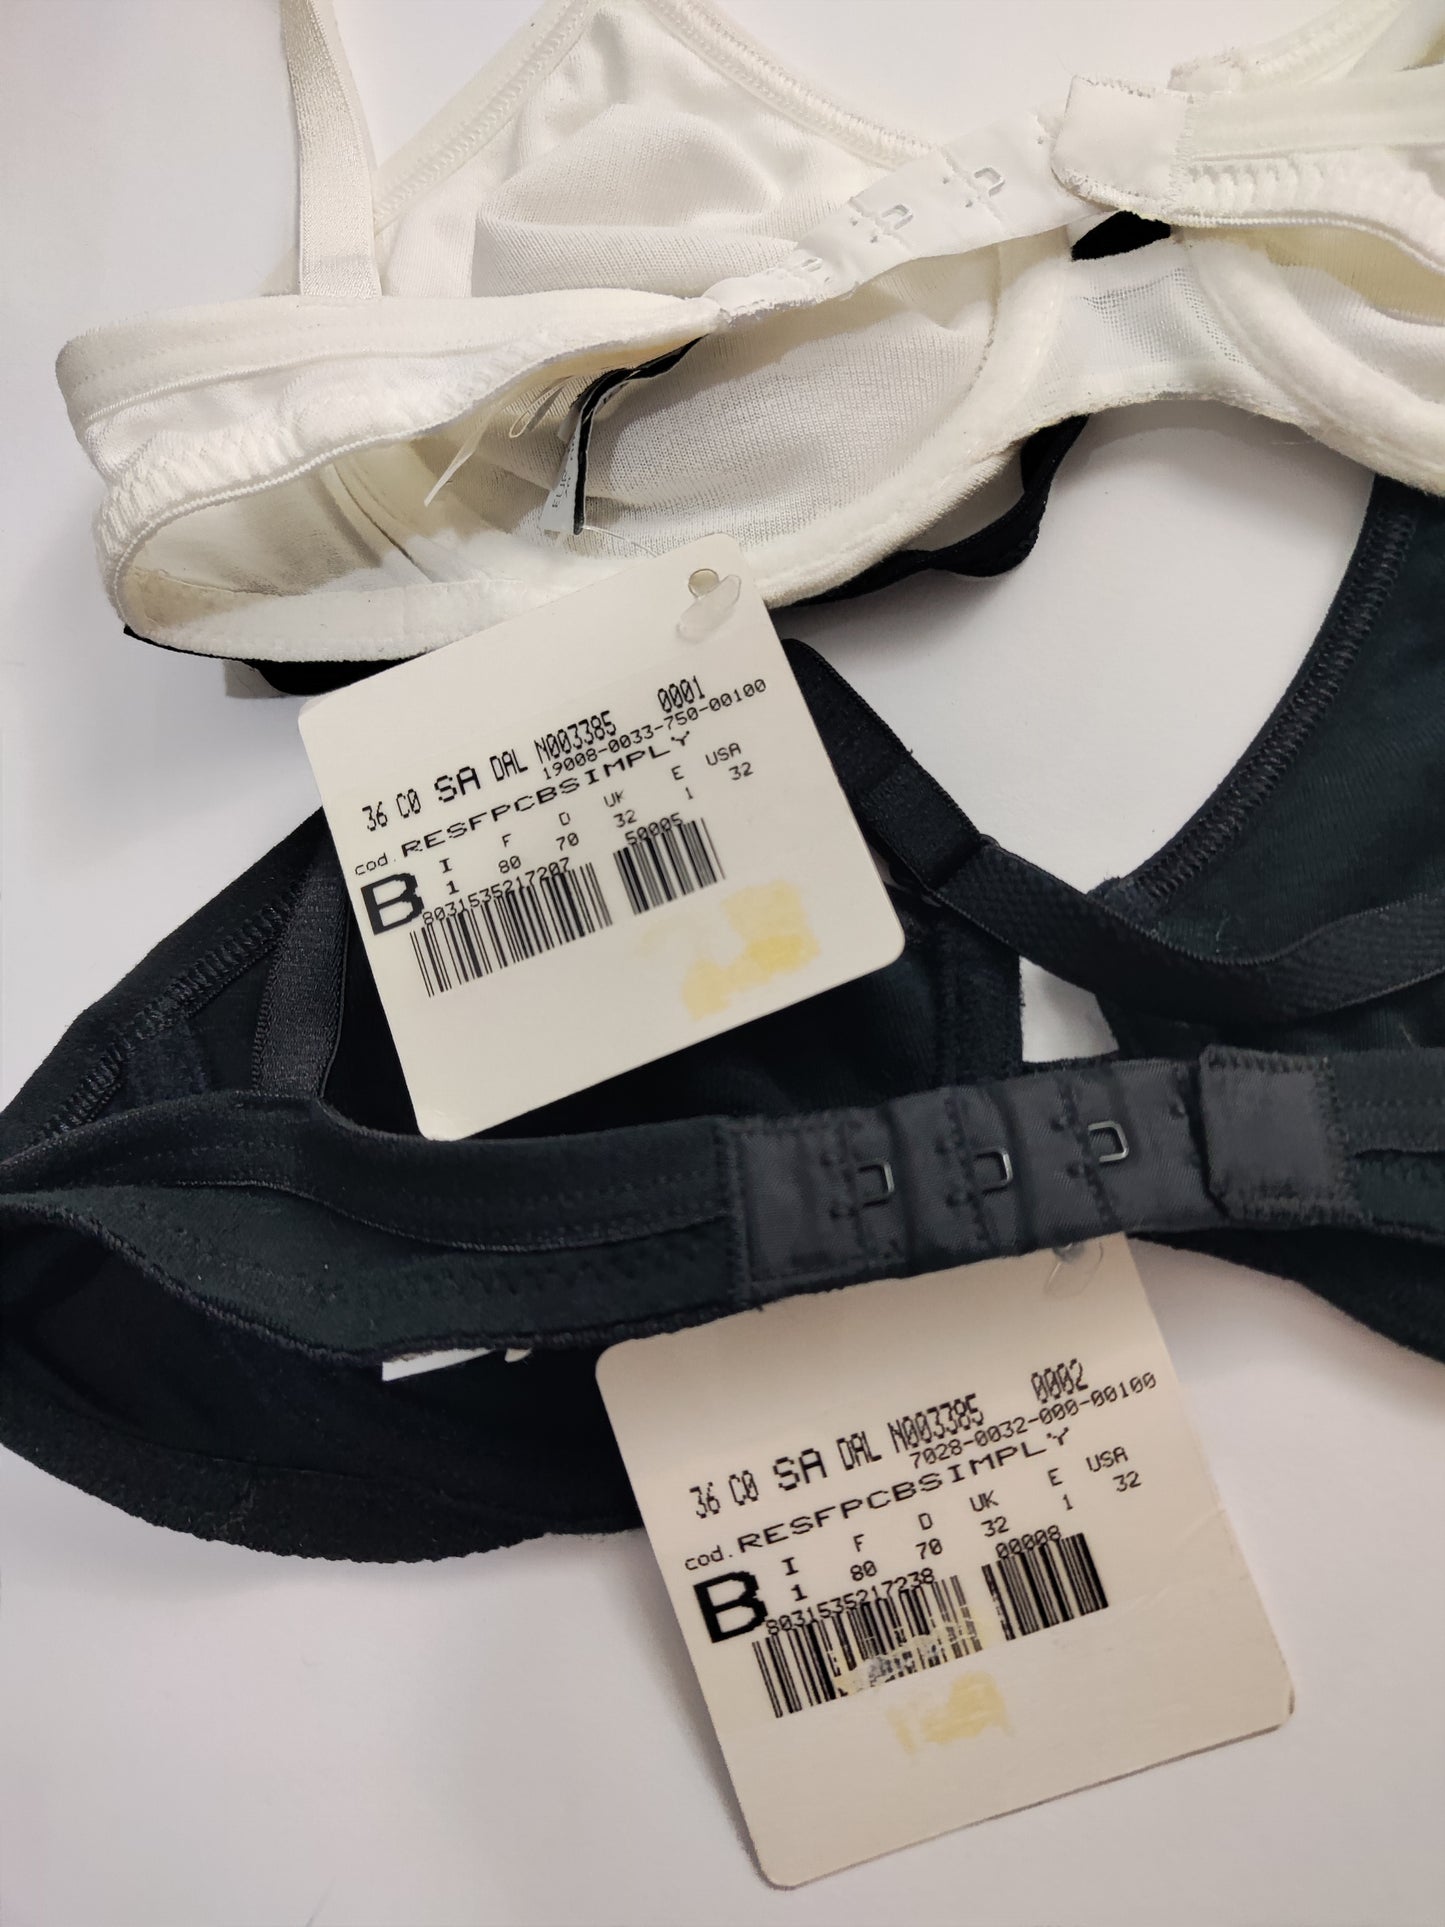 36 C0 SA DAL N003385 0001
19008-0033-750-00100
cod. RESFPCBSIMPLY
I F D UK E USA
B 1 80 70 32 1 32
8031535217207 50005
36 C0 SA DAL N003385 0002
7028-0032-000-00100
cod. RESFPCBSIMPLY
I F D UK E USA
B 1 80 70 32 1 32
8031535217238 00008